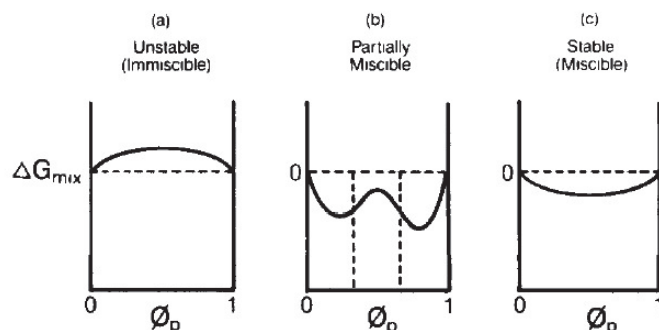 (a)
Unstable
(Immiscible)
(b)
Partially
Miscible
(c)
Stable
(Miscible)
ΔGmix
0
0
0
1
Øp
0
1
Øp
0
1
Øp